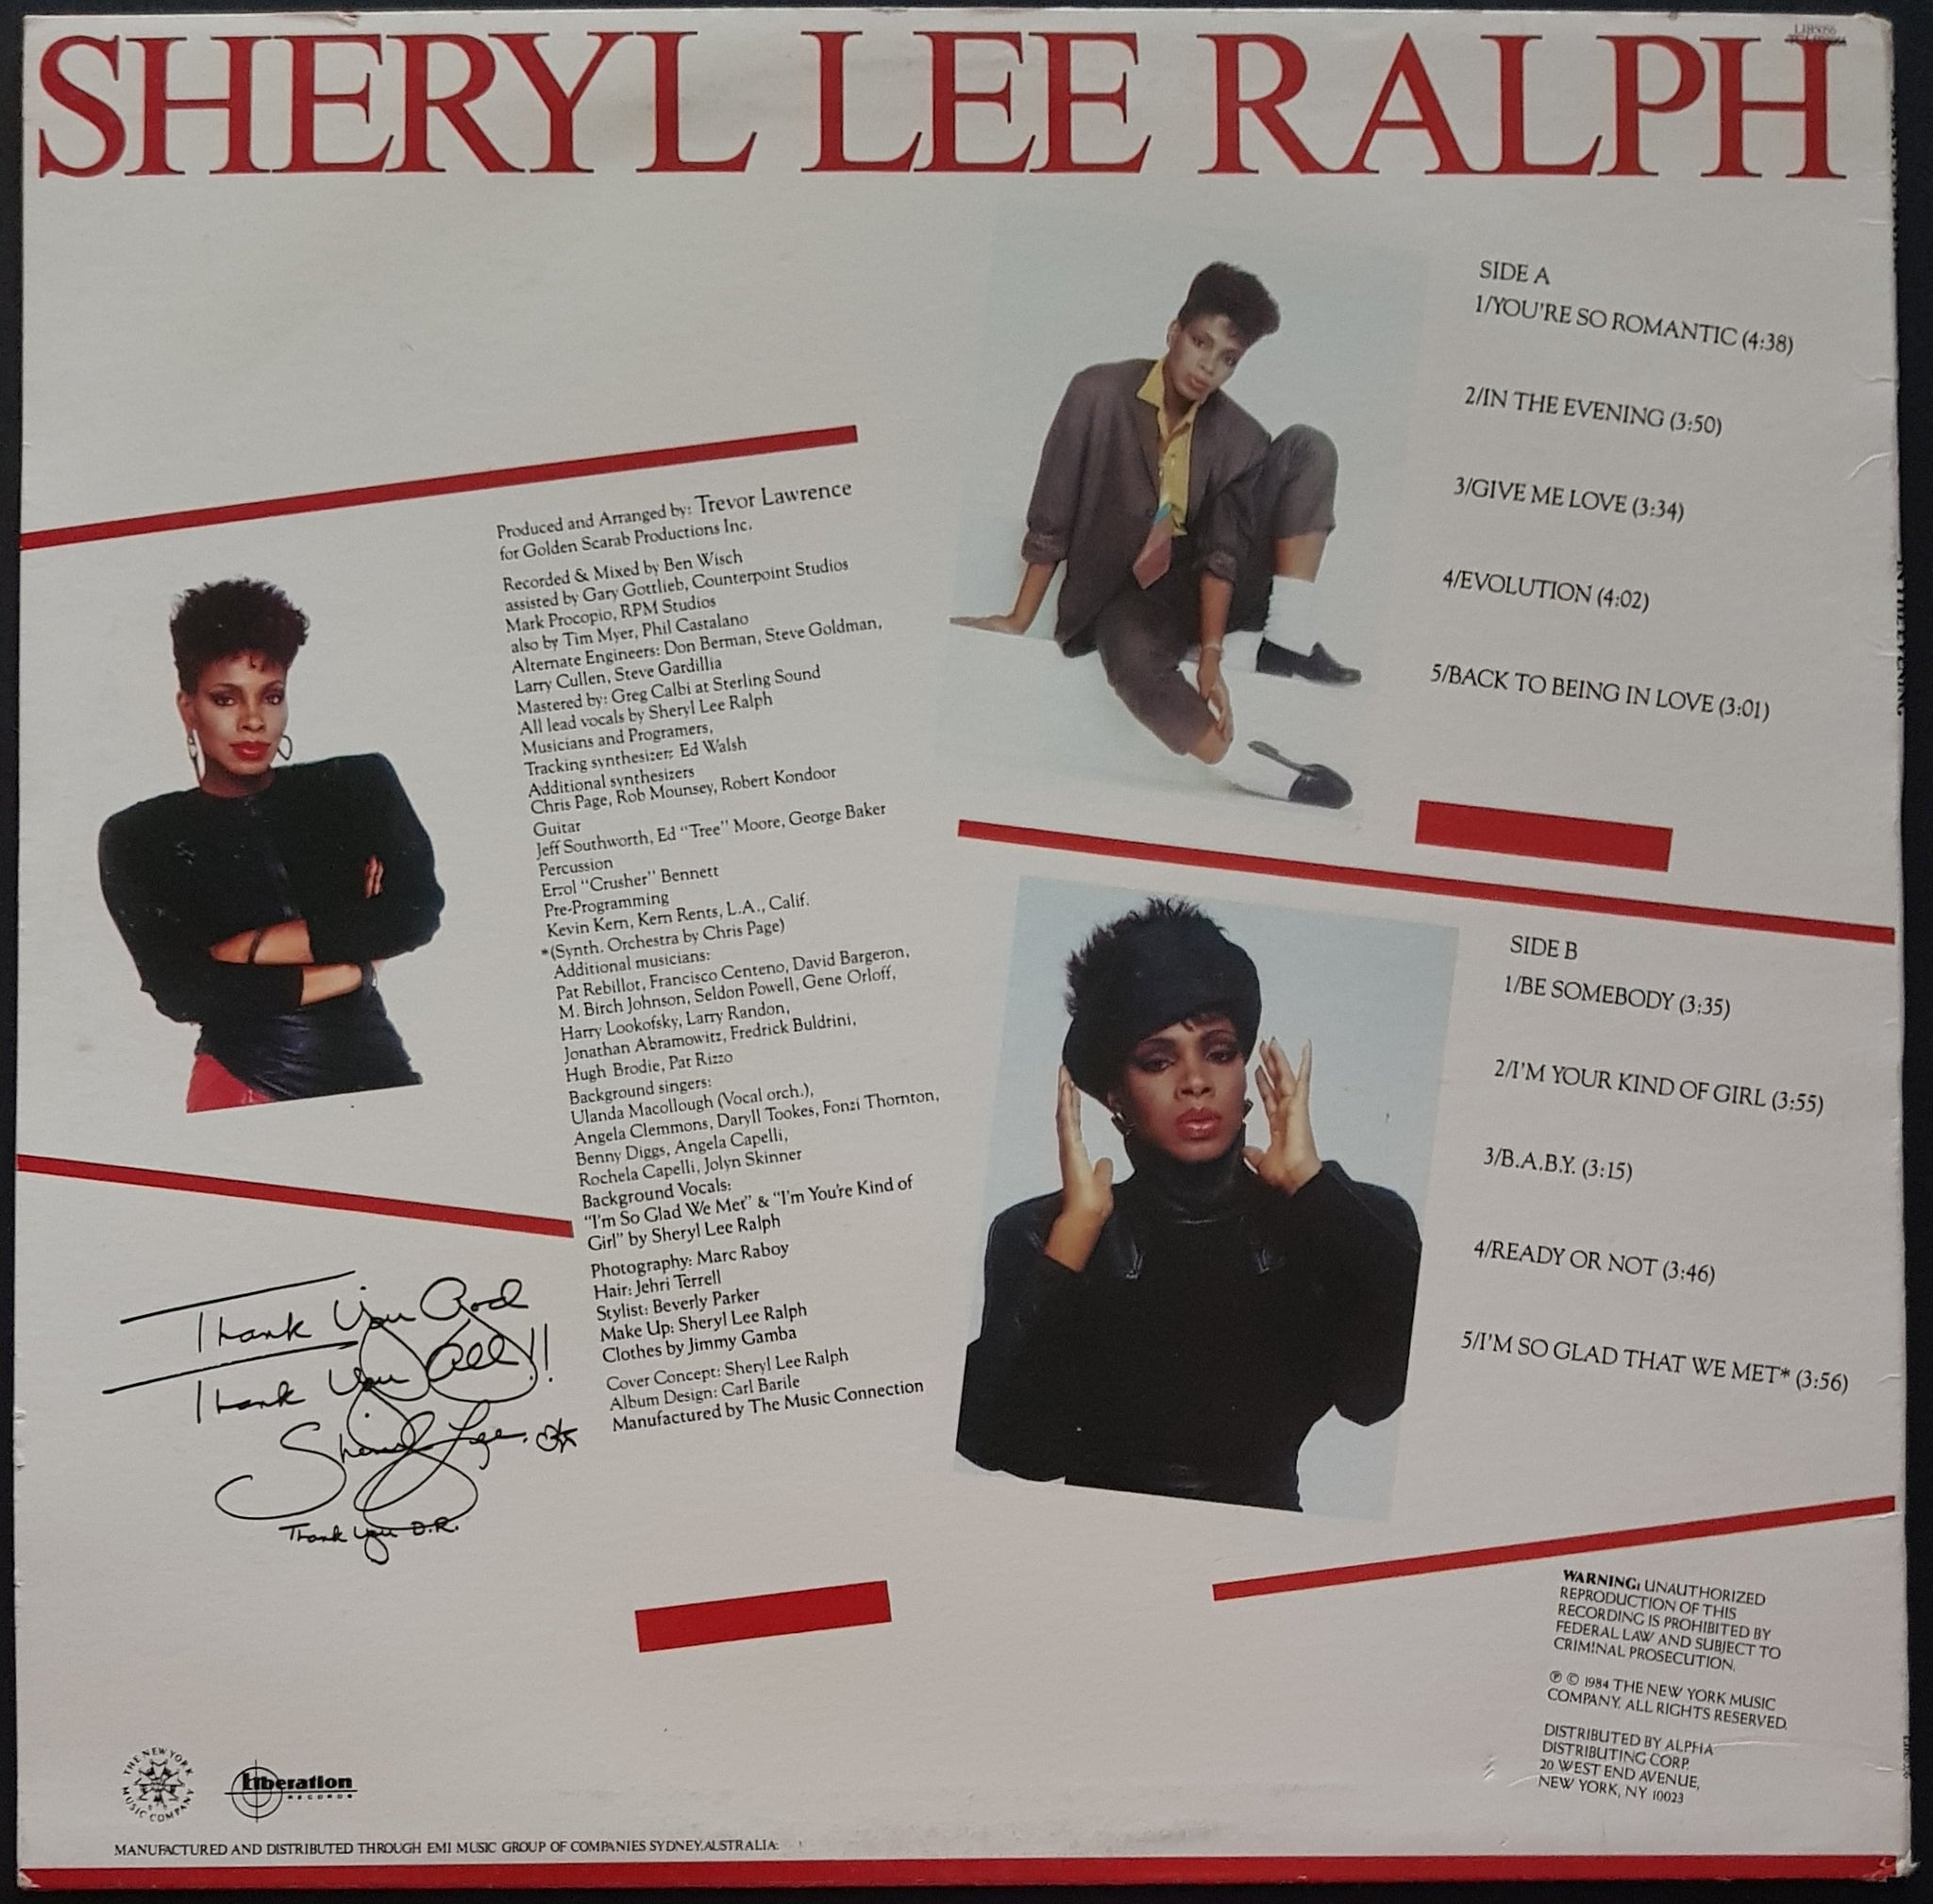 SHERYL LEE RALPH
LIB5056
SIDE A
1/YOU'RE SO ROMANTIC (4:38)
2/IN THE EVENING (3:50)
3/GIVE ME LOVE (3:34)
4/EVOLUTION (4:02)
5/BACK TO BEING IN LOVE (3:01)
Produced and Arranged by: Trevor Lawrence
for Golden Scarab Productions Inc.
Recorded & Mixed by Ben Wisch
assisted by Gary Gottlieb, Counterpoint Studios
Mark Procopio, RPM Studios
also by Tim Myer, Phil Castalano
Alternate Engineers: Don Berman, Steve Goldman,
Larry Cullen, Steve Gardillia
Mastered by: Greg Calbi at Sterling Sound
All lead vocals by Sheryl Lee Ralph
Musicians and Programers,
Tracking synthesizer: Ed Walsh
Additional synthesizers
Chris Page, Rob Mounsey, Robert Kondoor
Guitar
Jeff Southworth, Ed "Tree" Moore, George Baker
Percussion
Errol "Crusher" Bennett
Pre-Programming
Kevin Kern, Kern Rents, L.A., Calif.
*(Synth. Orchestra by Chris Page)
Additional musicians:
Pat Rebillot, Francisco Centeno, David Bargeron,
M. Birch Johnson, Seldon Powell, Gene Orloff,
Harry Lookofsky, Larry Randon,
Jonathan Abramowitz, Fredrick Buldrini,
Hugh Brodie, Pat Rizzo
Background singers:
Ulanda Macollough (Vocal orch.),
Angela Clemmons, Daryll Tookes, Fonzi Thornton,
Benny Diggs, Angela Capelli,
Rochela Capelli, Jolyn Skinner
Background Vocals:
"I'm So Glad We Met" & "I'm You're Kind of
Girl" by Sheryl Lee Ralph
Photography: Marc Raboy
Hair: Jehri Terrell
Stylist: Beverly Parker
Make Up: Sheryl Lee Ralph
Clothes by Jimmy Gamba
Cover Concept: Sheryl Lee Ralph
Album Design: Carl Barile
Manufactured by The Music Connection
SIDE B
1/BE SOMEBODY (3:35)
2/I'M YOUR KIND OF GIRL (3:55)
3/B.A.B.Y. (3:15)
4/READY OR NOT (3:46)
5/I'M SO GLAD THAT WE MET* (3:56)
Thank You God
Thank You All!!
Sheryl Lee.
Thank you D.R.
WARNING: UNAUTHORIZED
REPRODUCTION OF THIS
RECORDING IS PROHIBITED BY
FEDERAL LAW AND SUBJECT TO
CRIMINAL PROSECUTION.
℗ © 1984 THE NEW YORK MUSIC
COMPANY. ALL RIGHTS RESERVED.
DISTRIBUTED BY ALPHA
DISTRIBUTING CORP.
20 WEST END AVENUE,
NEW YORK, NY 10023
THE NEW YORK MUSIC COMPANY
Liberation
RECORDS
MANUFACTURED AND DISTRIBUTED THROUGH EMI MUSIC GROUP OF COMPANIES SYDNEY, AUSTRALIA.